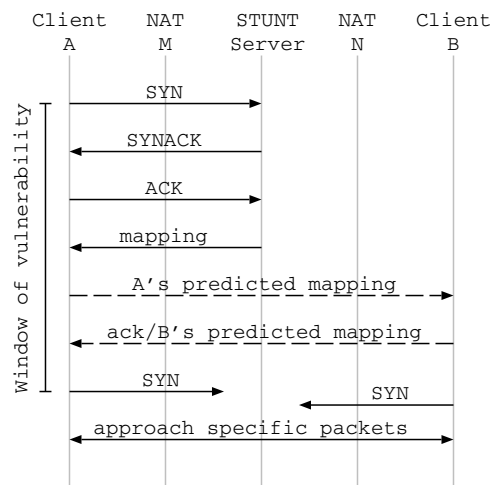 Client NAT STUNT NAT Client
A M Server N B
SYN
SYNACK
ACK
mapping
A's predicted mapping
ack/B's predicted mapping
SYN
SYN
approach specific packets
Window of vulnerability